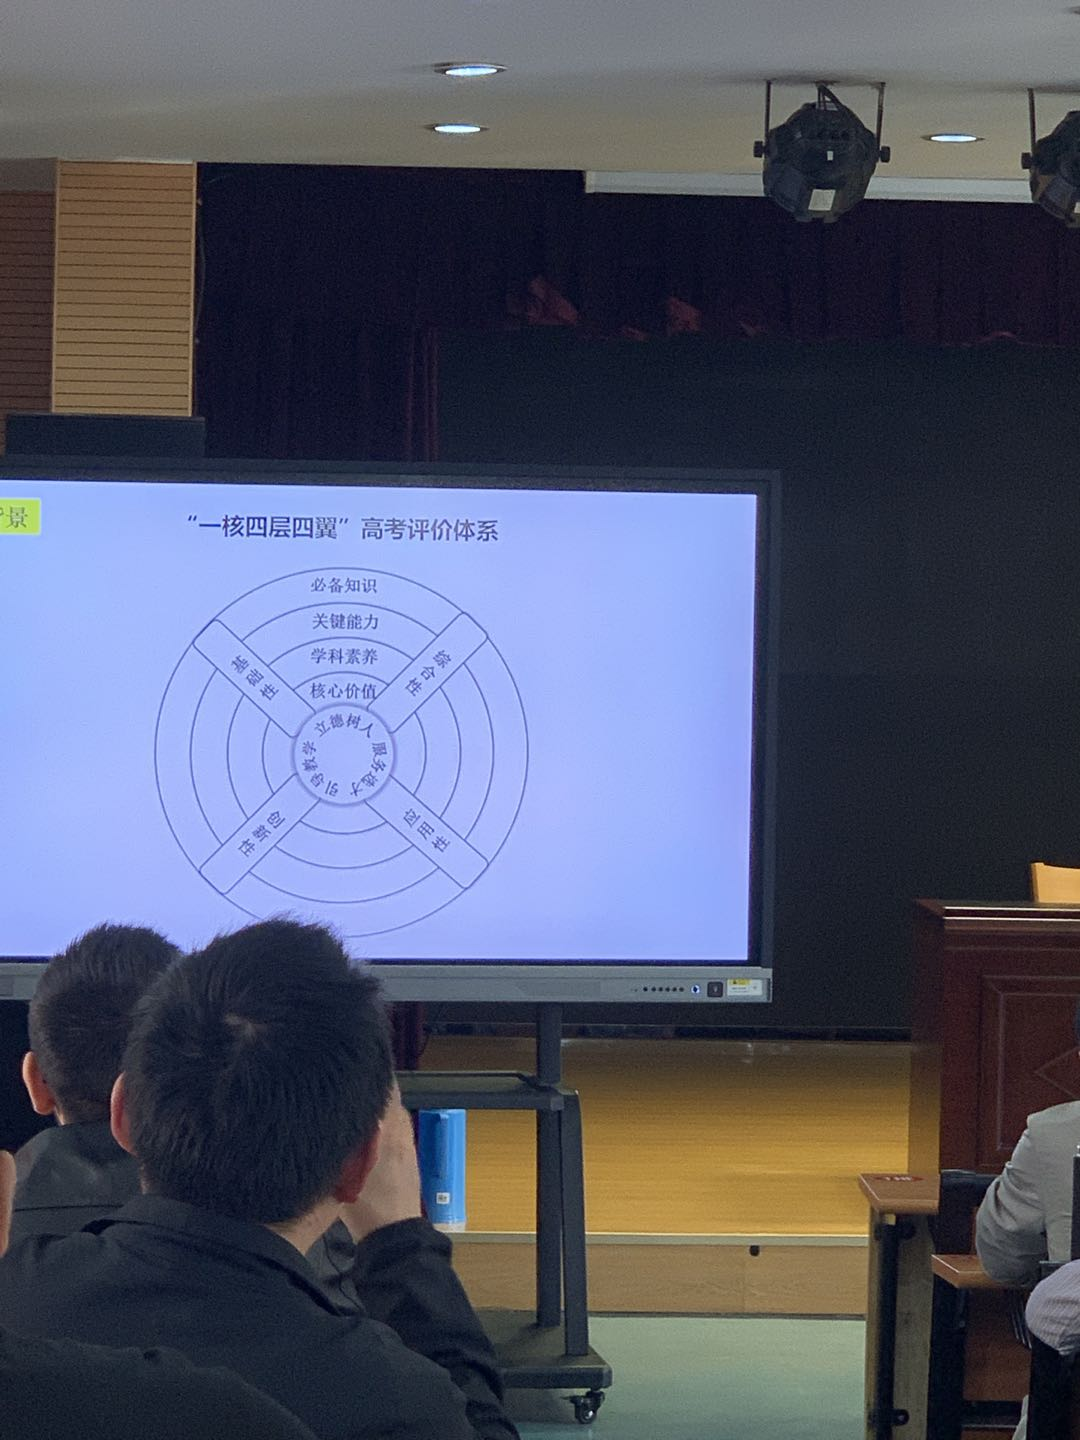 景
“一核四层四翼”高考评价体系
必备知识
关键能力
学科素养
核心价值
基础性
综合性
立德树人
服务选才
引导教学
创新性
应用性